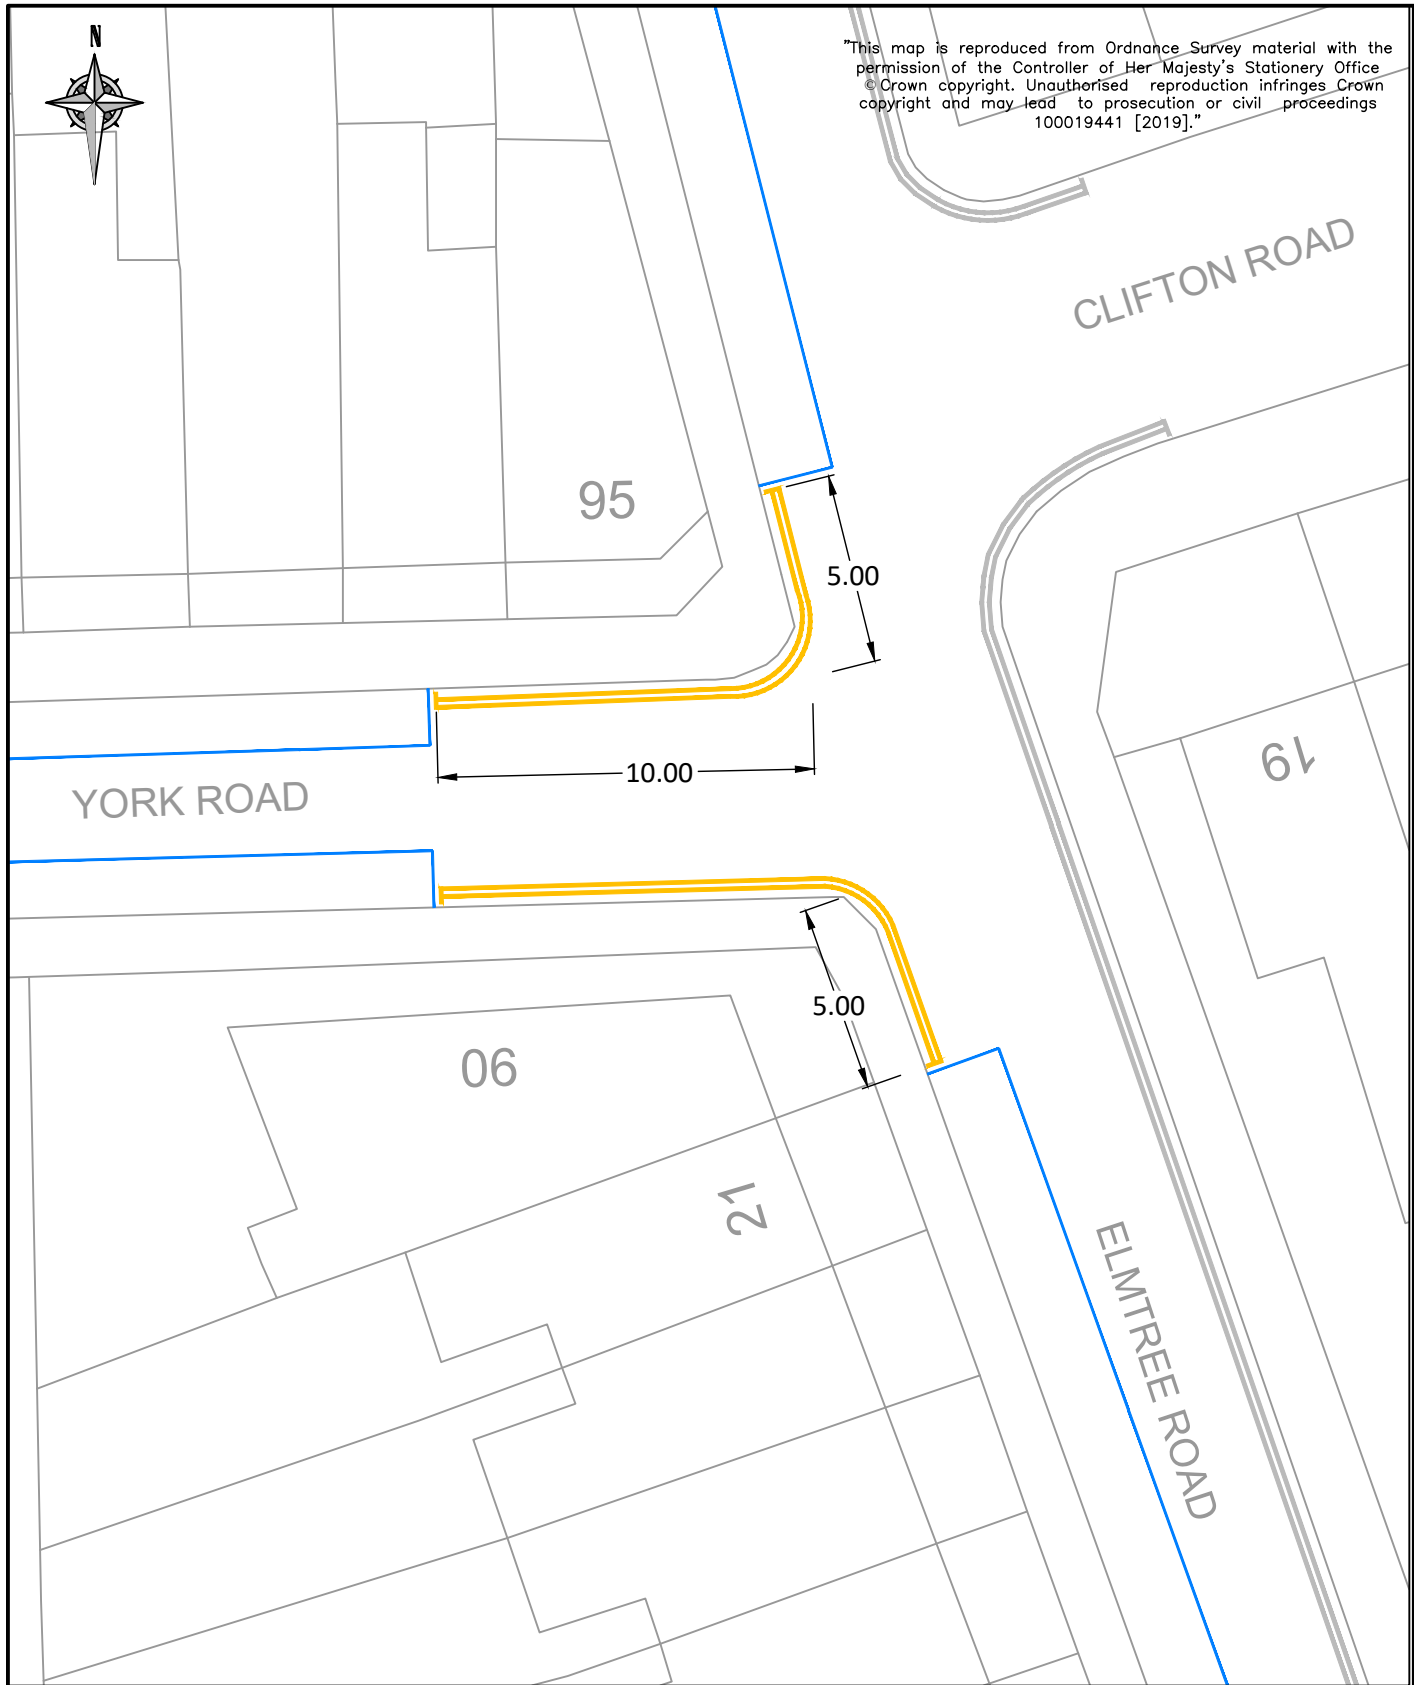 N
"This map is reproduced from Ordnance Survey material with the
permission of the Controller of Her Majesty's Stationery Office
© Crown copyright. Unauthorised reproduction infringes Crown
copyright and may lead to prosecution or civil proceedings
100019441 [2019]."
CLIFTON ROAD
95
5.00
19
10.00
YORK ROAD
5.00
90
21
ELMTREE ROAD